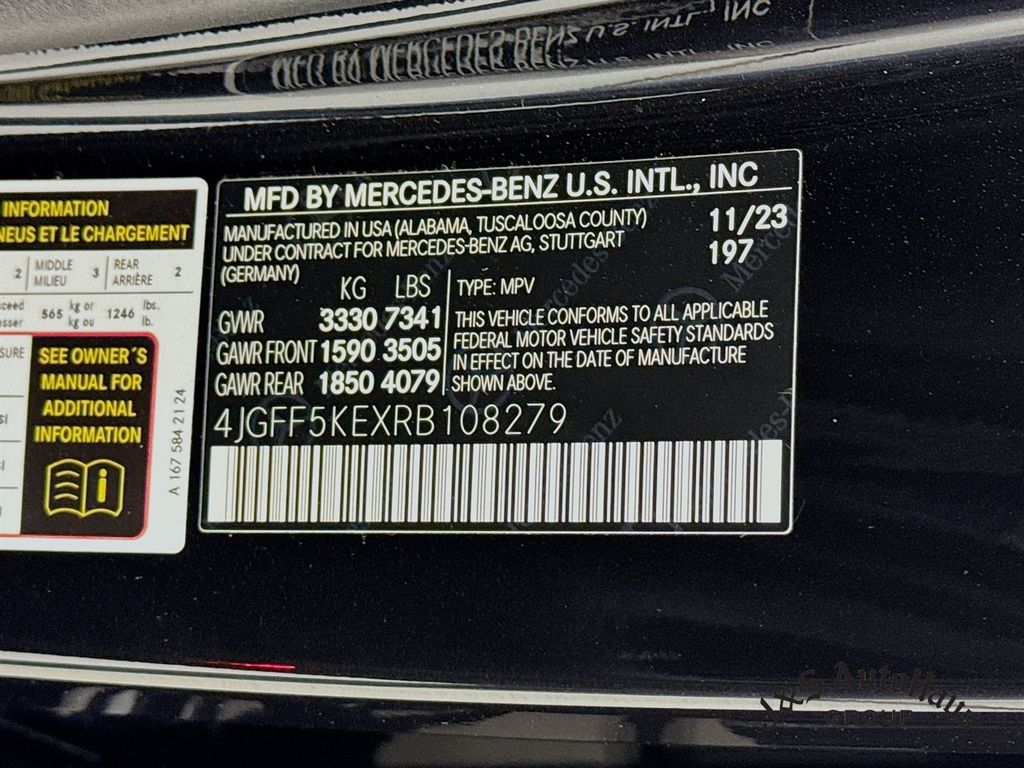 MFD BY MERCEDES-BENZ U.S. INTL., INC
MANUFACTURED IN USA (ALABAMA, TUSCALOOSA COUNTY)
UNDER CONTRACT FOR MERCEDES-BENZ AG, STUTTGART
(GERMANY)
11/23
197
KG LBS
GVWR 3330 7341
GAWR FRONT 1590 3505
GAWR REAR 1850 4079
TYPE: MPV
THIS VEHICLE CONFORMS TO ALL APPLICABLE
FEDERAL MOTOR VEHICLE SAFETY STANDARDS
IN EFFECT ON THE DATE OF MANUFACTURE
SHOWN ABOVE.
4JGFF5KEXRB108279
INFORMATION
NEUS ET LE CHARGEMENT
2 MIDDLE MILIEU 3 REAR ARRIÈRE 2
565 kg or kg ou 1246 lbs. lb.
SEE OWNER´S
MANUAL FOR
ADDITIONAL
INFORMATION
A 167 584 21 24
AutoHaus
GROUP